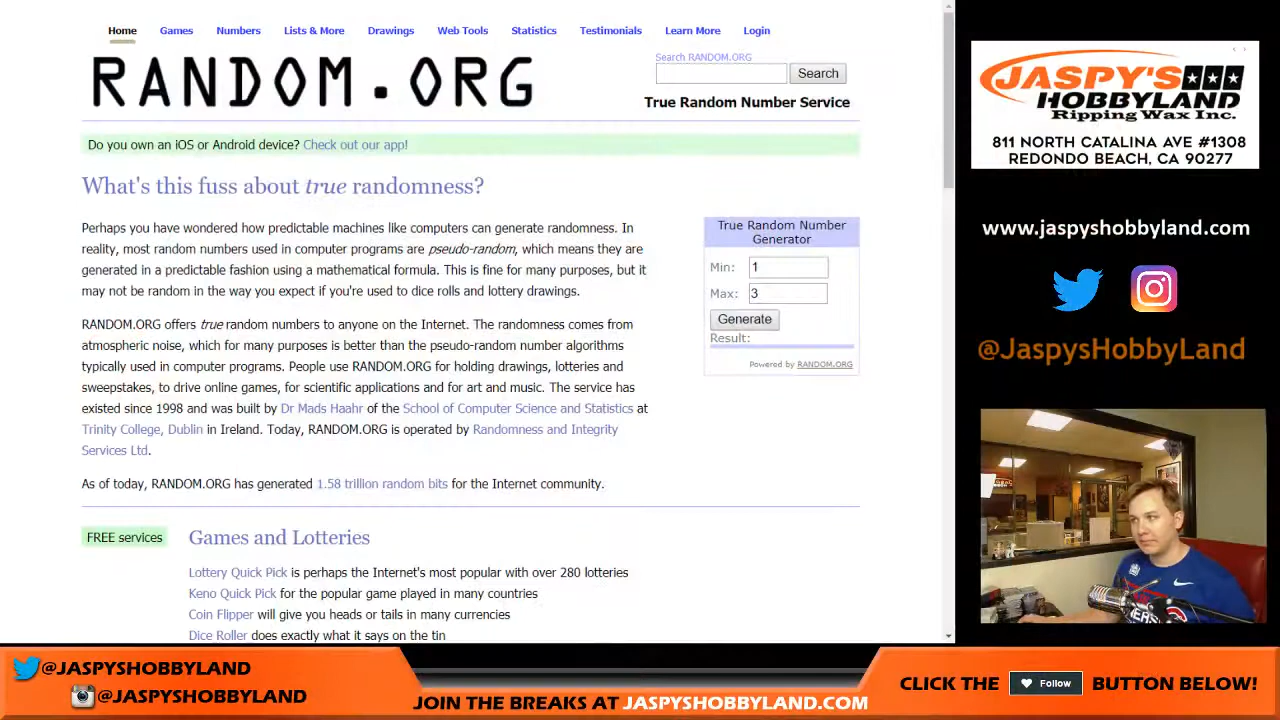 Home Games Numbers Lists & More Drawings Web Tools Statistics Testimonials Learn More Login
RANDOM.ORG
Search RANDOM.ORG
Search
True Random Number Service
Do you own an iOS or Android device? Check out our app!
What's this fuss about true randomness?
Perhaps you have wondered how predictable machines like computers can generate randomness. In
reality, most random numbers used in computer programs are pseudo-random, which means they are
generated in a predictable fashion using a mathematical formula. This is fine for many purposes, but it
may not be random in the way you expect if you're used to dice rolls and lottery drawings.
RANDOM.ORG offers true random numbers to anyone on the Internet. The randomness comes from
atmospheric noise, which for many purposes is better than the pseudo-random number algorithms
typically used in computer programs. People use RANDOM.ORG for holding drawings, lotteries and
sweepstakes, to drive online games, for scientific applications and for art and music. The service has
existed since 1998 and was built by Dr Mads Haahr of the School of Computer Science and Statistics at
Trinity College, Dublin in Ireland. Today, RANDOM.ORG is operated by Randomness and Integrity
Services Ltd.
As of today, RANDOM.ORG has generated 1.58 trillion random bits for the Internet community.
True Random Number
Generator
Min: 1
Max: 3
Generate
Result:
Powered by RANDOM.ORG
FREE services
Games and Lotteries
Lottery Quick Pick is perhaps the Internet's most popular with over 280 lotteries
Keno Quick Pick for the popular game played in many countries
Coin Flipper will give you heads or tails in many currencies
Dice Roller does exactly what it says on the tin
JASPY'S
HOBBYLAND
Ripping Wax Inc.
811 NORTH CATALINA AVE #1308
REDONDO BEACH, CA 90277
www.jaspyshobbyland.com
@JaspysHobbyLand
@JASPYSHOBBYLAND
@JASPYSHOBBYLAND
JOIN THE BREAKS AT JASPYSHOBBYLAND.COM
CLICK THE Follow BUTTON BELOW!